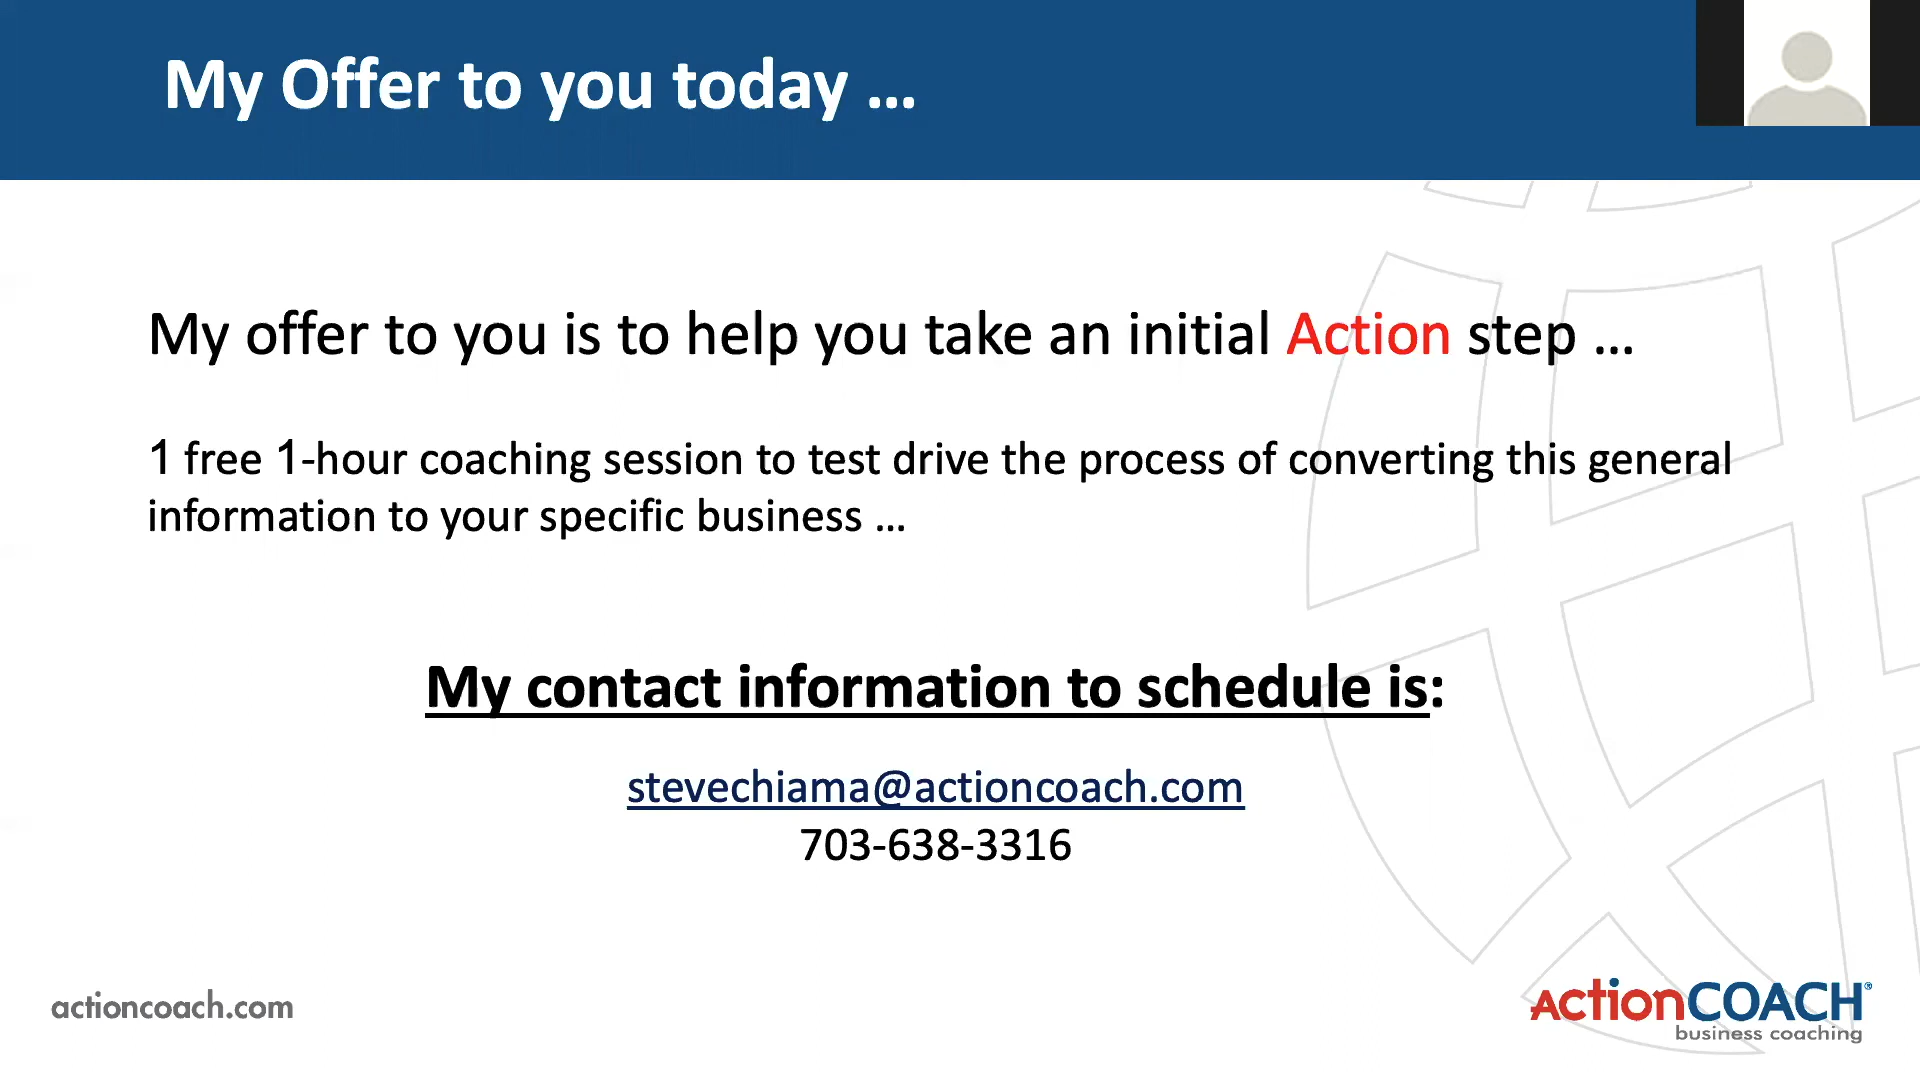 My Offer to you today ...
My offer to you is to help you take an initial Action step ...
1 free 1-hour coaching session to test drive the process of converting this general
information to your specific business ...
My contact information to schedule is:
stevechiama@actioncoach.com
703-638-3316
actioncoach.com
ActionCOACH®
business coaching